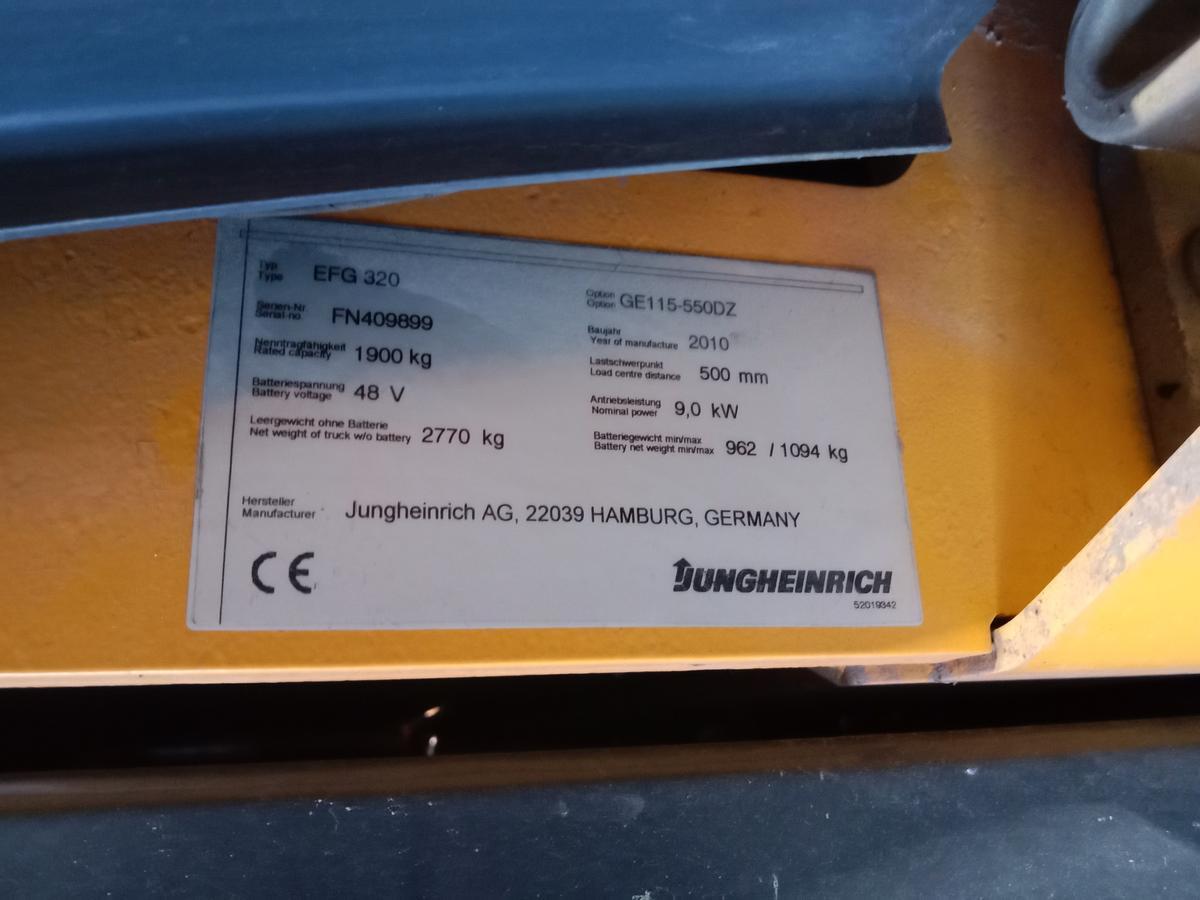 Typ
Type EFG 320
Option
Option GE115-550DZ
Serien-Nr.
Serial-no. FN409899
Baujahr
Year of manufacture 2010
Nenntragfähigkeit
Rated capacity 1900 kg
Lastschwerpunkt
Load centre distance 500 mm
Batteriespannung
Battery voltage 48 V
Antriebsleistung
Nominal power 9,0 kW
Leergewicht ohne Batterie
Net weight of truck w/o battery 2770 kg
Batteriegewicht min/max
Battery net weight min/max 962 / 1094 kg
Hersteller
Manufacturer Jungheinrich AG, 22039 HAMBURG, GERMANY
CE
JUNGHEINRICH
52019342